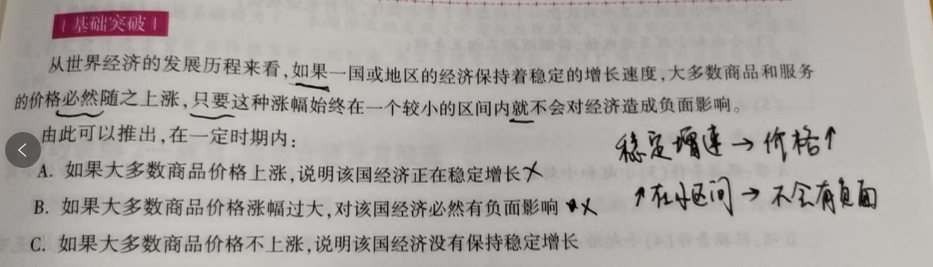 基础突破
从世界经济的发展历程来看,如果一国或地区的经济保持着稳定的增长速度,大多数商品和服务
的价格必然随之上涨,只要这种涨幅始终在一个较小的区间内就不会对经济造成负面影响。
由此可以推出,在一定时期内:
稳定增速→价格↑
A. 如果大多数商品价格上涨,说明该国经济正在稳定增长×
↑在小区间→不会有负面
B. 如果大多数商品价格涨幅过大,对该国经济必然有负面影响×
C. 如果大多数商品价格不上涨,说明该国经济没有保持稳定增长